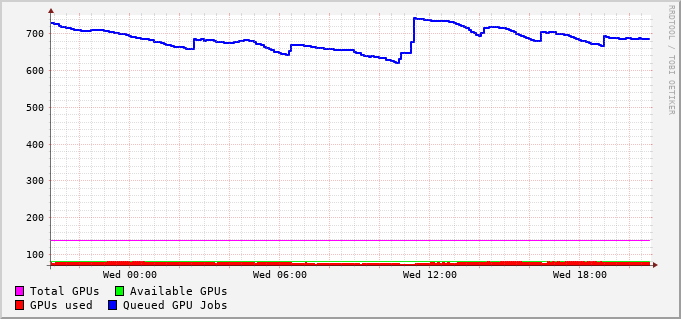 RRDTOOL / TOBI OETIKER
700
600
500
400
300
200
100
Wed 00:00 Wed 06:00 Wed 12:00 Wed 18:00
Total GPUs Available GPUs
GPUs used Queued GPU Jobs